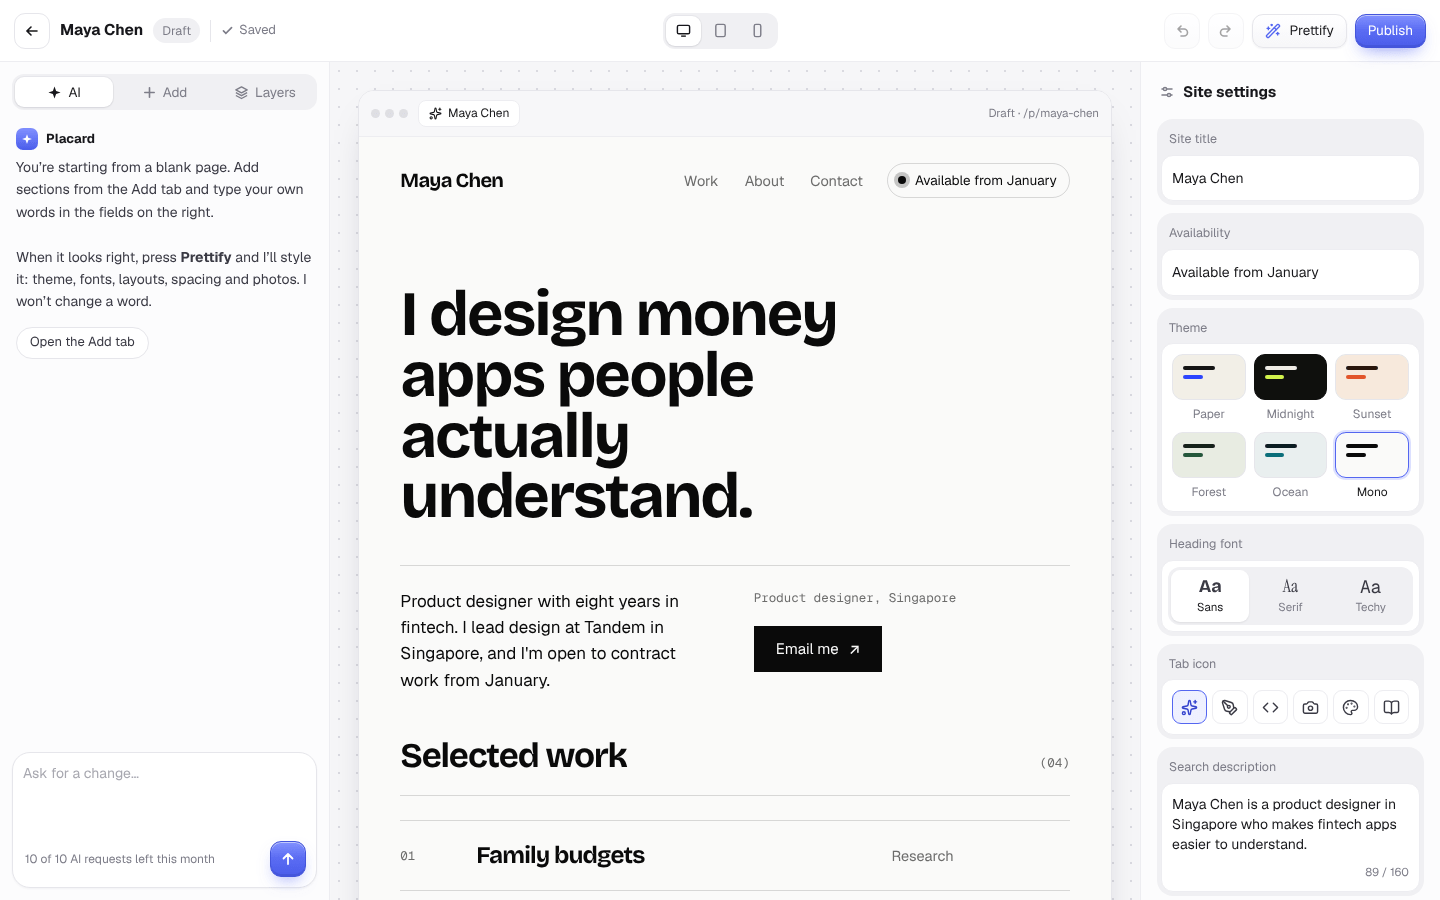 Maya Chen
Draft
Saved
Prettify
Publish
AI
Add
Layers
Placard
You're starting from a blank page. Add
sections from the Add tab and type your own
words in the fields on the right.
When it looks right, press Prettify and I'll style
it: theme, fonts, layouts, spacing and photos. I
won't change a word.
Open the Add tab
Ask for a change...
10 of 10 AI requests left this month
Maya Chen
Draft · /p/maya-chen
Maya Chen
Work
About
Contact
Available from January
I design money
apps people
actually
understand.
Product designer with eight years in
fintech. I lead design at Tandem in
Singapore, and I'm open to contract
work from January.
Product designer, Singapore
Email me
Selected work
(04)
01
Family budgets
Research
Site settings
Site title
Maya Chen
Availability
Available from January
Theme
Paper
Midnight
Sunset
Forest
Ocean
Mono
Heading font
Aa
Aa
Aa
Sans
Serif
Techy
Tab icon
Search description
Maya Chen is a product designer in
Singapore who makes fintech apps
easier to understand.
89 / 160